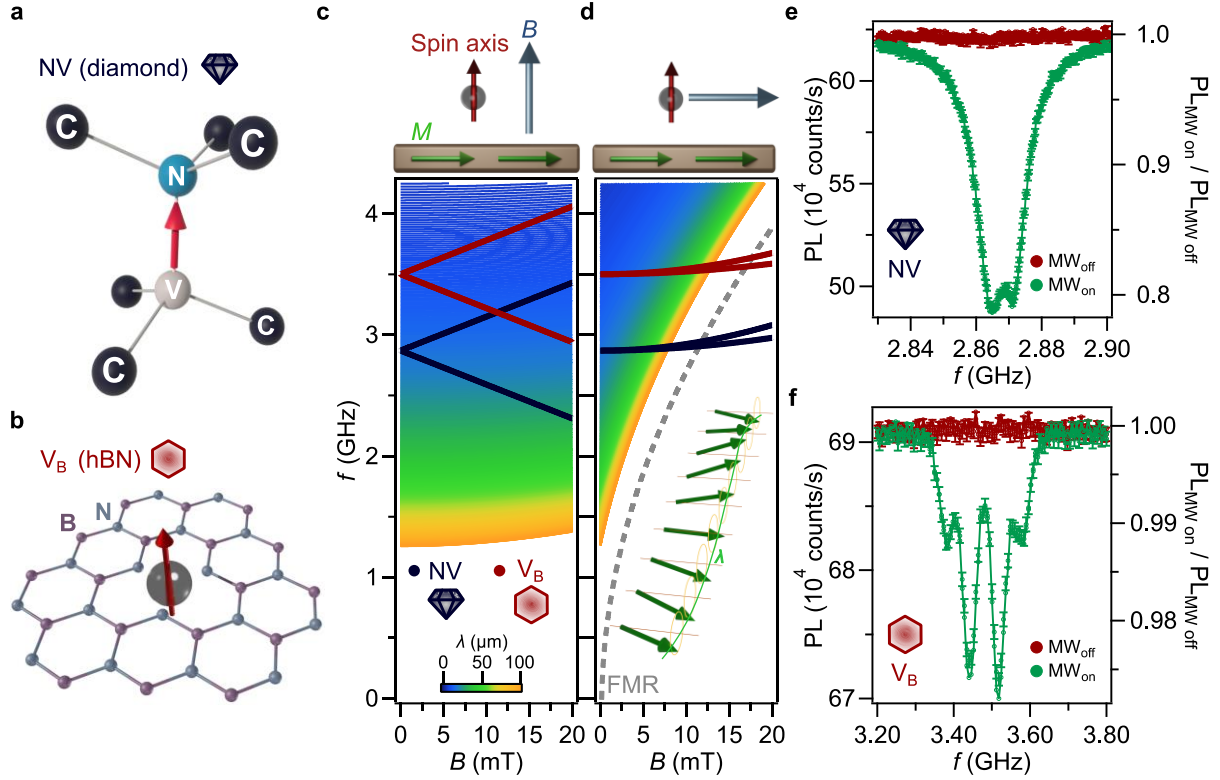 a
NV (diamond)
C
C
N
V
C
C
b
V_B (hBN)
N
B
c
Spin axis
B
M
f (GHz)
4
3
2
1
0
NV
V_B
λ (µm)
0 50 100
0 5 10 15 20
B (mT)
d
λ
FMR
0 5 10 15 20
B (mT)
e
PL (10^4 counts/s)
60
55
50
1.00
0.9
0.8
PL_MW on / PL_MW off
NV
MW_off
MW_on
2.84 2.86 2.88 2.90
f (GHz)
f
PL (10^4 counts/s)
69
68
67
1.00
0.99
0.98
PL_MW on / PL_MW off
V_B
MW_off
MW_on
3.20 3.40 3.60 3.80
f (GHz)